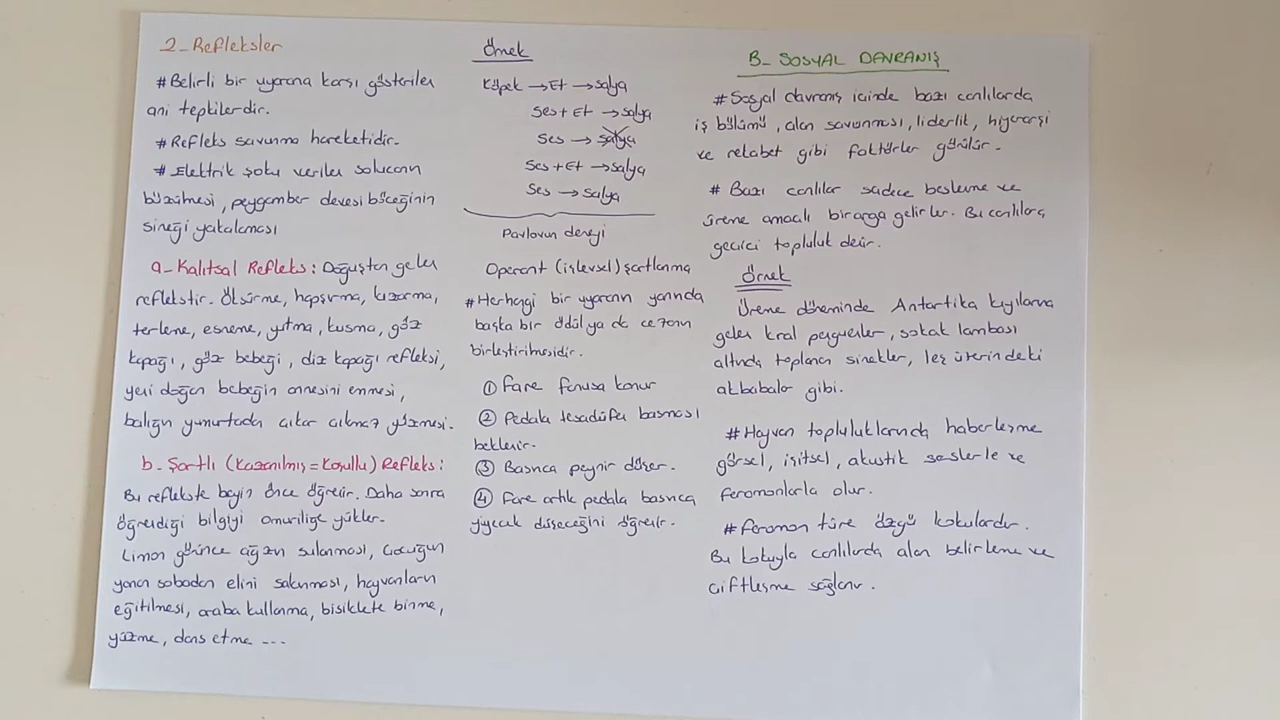 2_Refleksler
#Belirli bir uyarana karşı gösterilen
ani tepkilerdir.
#Refleks savunma hareketidir.
#Elektrik şoku verilen solucanın
büzülmesi, peygamber devesi böceğinin
sineği yakalaması
a_Kalıtsal Refleks: Doğuştan gelen
reflekstir. Öksürme, hapşırma, kızarma,
terleme, esneme, yutma, kusma, göz
kapağı, göz bebeği, diz kapağı refleksi,
yeni doğan bebeğin annesini emmesi,
balığın yumurtadan çıkar çıkmaz yüzmesi.
b_Şartlı (Kazanılmış=Koşullu) Refleks:
Bu reflekste beyin önce öğrenir. Daha sonra
öğrendiği bilgiyi omuriliğe yükler.
Limon görünce ağzın sulanması, çocuğun
yanan sobadan elini sakınması, hayvanların
eğitilmesi, araba kullanma, bisiklete binme,
yüzme, dans etme ---
Örnek
Köpek → Et → salya
Ses + Et → salya
Ses → salya
Ses + Et → salya
Ses → salya
Pavlovun deneyi
Operant (işlevsel) şartlanma
#Herhangi bir uyaranın yanında
başka bir ödül ya da cezanın
birleştirilmesidir.
① Fare fanusa konur
② Pedala tesadüfen basması
beklenir.
③ Basınca peynir düşer.
④ Fare artık pedala basınca
yiyecek düşeceğini öğrenir.
B_ SOSYAL DAVRANIŞ
#Sosyal davranış içinde bazı canlılarda
iş bölümü, alan savunması, liderlik, hiyerarşi
ve rekabet gibi faktörler görülür.
# Bazı canlılar sadece beslenme ve
üreme amaçlı biraraya gelirler. Bu canlılara
geçici topluluk denir.
Örnek
Üreme döneminde Antartika kıyılarına
gelen kral penguenler, sokak lambası
altında toplanan sinekler, leş üzerindeki
akbabalar gibi.
#Hayvan topluluklarında haberleşme
görsel, işitsel, akustik seslerle ve
feromonlarla olur.
#Feromon türe özgü kokulardır.
Bu kokuyla canlılarda alan belirleme ve
çiftleşme sağlanır.